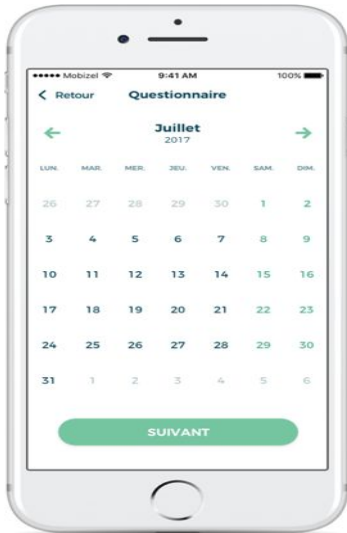 Mobizel 9:41 AM 100%
Retour Questionnaire
Juillet
2017
LUN. MAR. MER. JEU. VEN. SAM. DIM.
26 27 28 29 30 1 2
3 4 5 6 7 8 9
10 11 12 13 14 15 16
17 18 19 20 21 22 23
24 25 26 27 28 29 30
31 1 2 3 4 5 6
SUIVANT